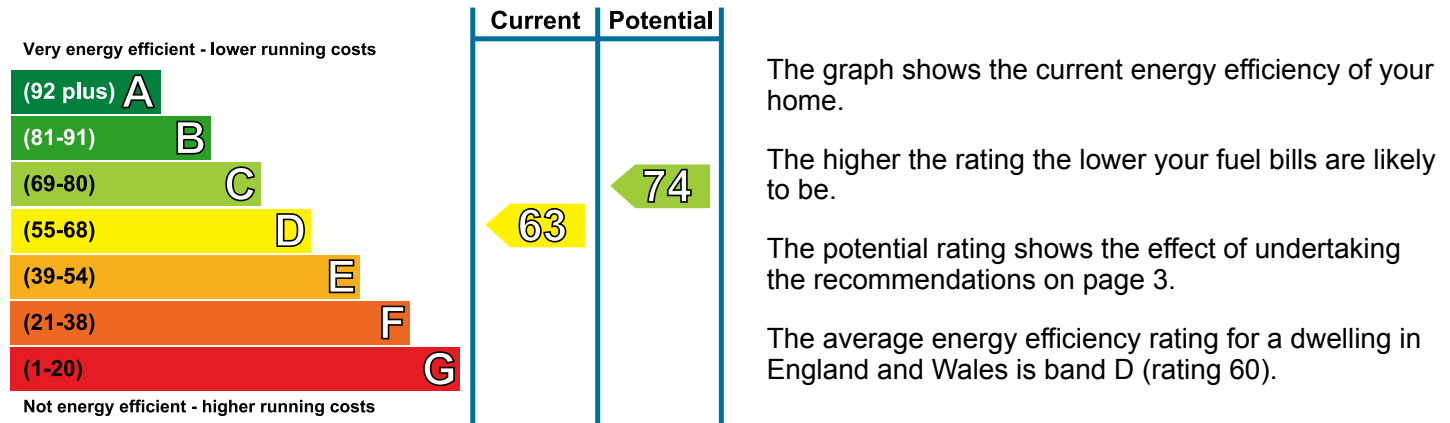 Current Potential
Very energy efficient - lower running costs
(92 plus) A
(81-91) B
(69-80) C
(55-68) D
(39-54) E
(21-38) F
(1-20) G
Not energy efficient - higher running costs
63
74
The graph shows the current energy efficiency of your
home.
The higher the rating the lower your fuel bills are likely
to be.
The potential rating shows the effect of undertaking
the recommendations on page 3.
The average energy efficiency rating for a dwelling in
England and Wales is band D (rating 60).